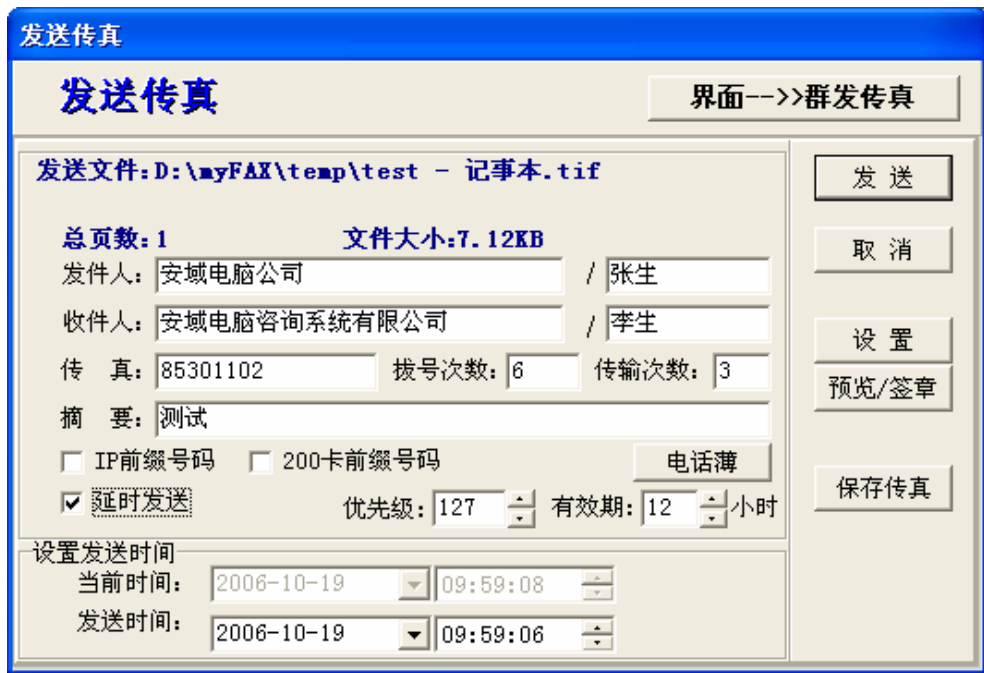 发送传真
发送传真 界面-->>群发传真
发送文件:D:\myFAX\temp\test - 记事本.tif
发 送
总页数:1 文件大小:7.12KB
取 消
发件人: 安域电脑公司 / 张生
收件人: 安域电脑咨询系统有限公司 / 李生
设 置
传 真: 85301102 拔号次数: 6 传输次数: 3
预览/签章
摘 要: 测试
IP前缀号码 200卡前缀号码 电话薄
保存传真
延时发送 优先级: 127 有效期: 12 小时
设置发送时间
当前时间: 2006-10-19 09:59:08
发送时间: 2006-10-19 09:59:06